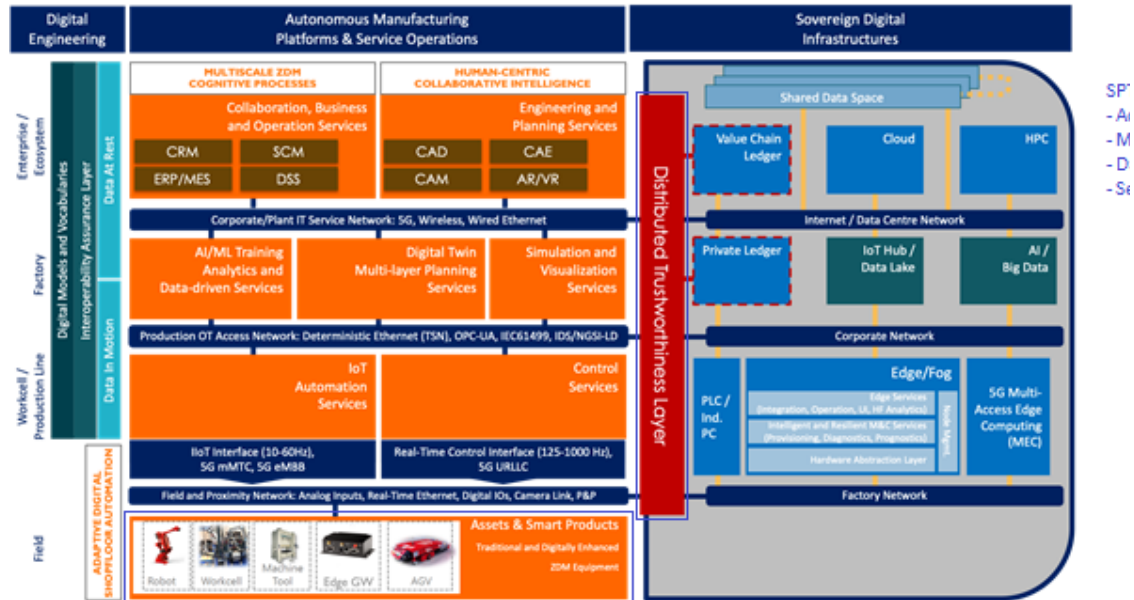 Digital
Engineering
Autonomous Manufacturing
Platforms & Service Operations
Sovereign Digital
Infrastructures
Enterprise /
Ecosystem
Factory
Workcell /
Production Line
Field
Digital Models and Vocabularies
Interoperability Assurance Layer
Data At Rest
Data In Motion
ADAPTIVE DIGITAL
SHOPFLOOR AUTOMATION
MULTISCALE ZDM
COGNITIVE PROCESSES
HUMAN-CENTRIC
COLLABORATIVE INTELLIGENCE
Collaboration, Business
and Operation Services
CRM
SCM
ERP/MES
DSS
Engineering and
Planning Services
CAD
CAE
CAM
AR/VR
Corporate/Plant IT Service Network: 5G, Wireless, Wired Ethernet
AI/ML Training
Analytics and
Data-driven Services
Digital Twin
Multi-layer Planning
Services
Simulation and
Visualization
Services
Production OT Access Network: Deterministic Ethernet (TSN), OPC-UA, IEC61499, IDS/NGSI-LD
IoT
Automation
Services
Control
Services
IIoT Interface (10-60Hz),
5G mMTC, 5G eMBB
Real-Time Control Interface (125-1000 Hz),
5G URLLC
Field and Proximity Network: Analog Inputs, Real-Time Ethernet, Digital IOs, Camera Link, P&P
Assets & Smart Products
Traditional and Digitally Enhanced
ZDM Equipment
Robot
Workcell
Machine
Tool
Edge GW
AGV
Distributed Trustworthiness Layer
Shared Data Space
Value Chain
Ledger
Cloud
HPC
Internet / Data Centre Network
Private Ledger
IoT Hub /
Data Lake
AI /
Big Data
Corporate Network
PLC /
Ind.
PC
Edge/Fog
Edge Services
(Integration, Operation, UI, HF Analytics)
Intelligent and Resilient M&C Services
(Provisioning, Diagnostics, Prognostics)
Hardware Abstraction Layer
Node Mgmt.
5G Multi-
Access Edge
Computing
(MEC)
Factory Network